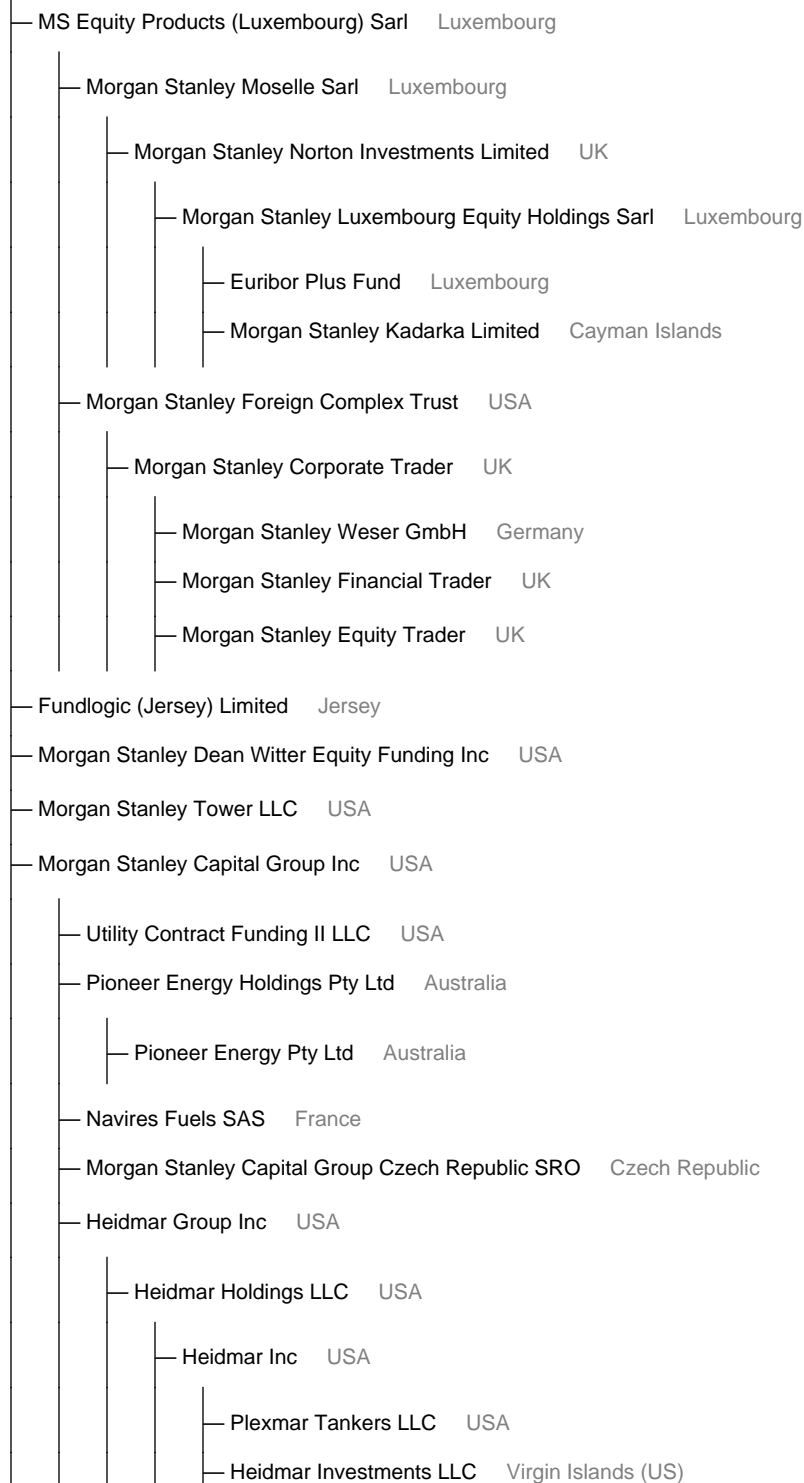 MS Equity Products (Luxembourg) Sarl Luxembourg
Morgan Stanley Moselle Sarl Luxembourg
Morgan Stanley Norton Investments Limited UK
Morgan Stanley Luxembourg Equity Holdings Sarl Luxembourg
Euribor Plus Fund Luxembourg
Morgan Stanley Kadarka Limited Cayman Islands
Morgan Stanley Foreign Complex Trust USA
Morgan Stanley Corporate Trader UK
Morgan Stanley Weser GmbH Germany
Morgan Stanley Financial Trader UK
Morgan Stanley Equity Trader UK
Fundlogic (Jersey) Limited Jersey
Morgan Stanley Dean Witter Equity Funding Inc USA
Morgan Stanley Tower LLC USA
Morgan Stanley Capital Group Inc USA
Utility Contract Funding II LLC USA
Pioneer Energy Holdings Pty Ltd Australia
Pioneer Energy Pty Ltd Australia
Navires Fuels SAS France
Morgan Stanley Capital Group Czech Republic SRO Czech Republic
Heidmar Group Inc USA
Heidmar Holdings LLC USA
Heidmar Inc USA
Plexmar Tankers LLC USA
Heidmar Investments LLC Virgin Islands (US)